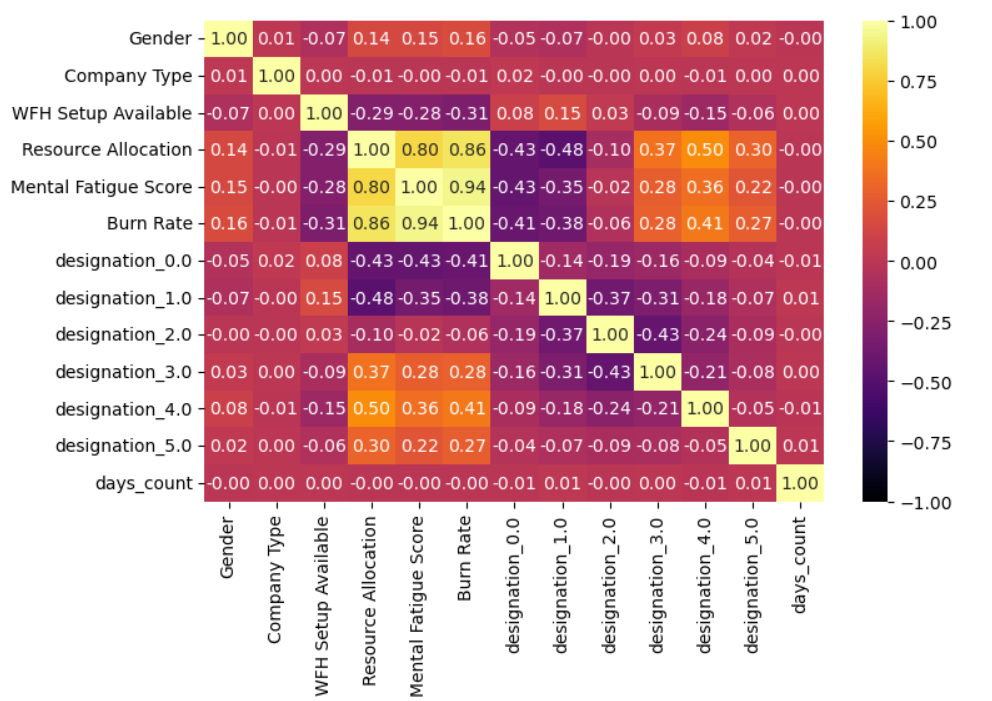 Gender 1.00 0.01 -0.07 0.14 0.15 0.16 -0.05 -0.07 -0.00 0.03 0.08 0.02 -0.00
Company Type 0.01 1.00 0.00 -0.01 -0.00 -0.01 0.02 -0.00 -0.00 0.00 -0.01 0.00 0.00
WFH Setup Available -0.07 0.00 1.00 -0.29 -0.28 -0.31 0.08 0.15 0.03 -0.09 -0.15 -0.06 0.00
Resource Allocation 0.14 -0.01 -0.29 1.00 0.80 0.86 -0.43 -0.48 -0.10 0.37 0.50 0.30 -0.00
Mental Fatigue Score 0.15 -0.00 -0.28 0.80 1.00 0.94 -0.43 -0.35 -0.02 0.28 0.36 0.22 -0.00
Burn Rate 0.16 -0.01 -0.31 0.86 0.94 1.00 -0.41 -0.38 -0.06 0.28 0.41 0.27 -0.00
designation_0.0 -0.05 0.02 0.08 -0.43 -0.43 -0.41 1.00 -0.14 -0.19 -0.16 -0.09 -0.04 -0.01
designation_1.0 -0.07 -0.00 0.15 -0.48 -0.35 -0.38 -0.14 1.00 -0.37 -0.31 -0.18 -0.07 0.01
designation_2.0 -0.00 -0.00 0.03 -0.10 -0.02 -0.06 -0.19 -0.37 1.00 -0.43 -0.24 -0.09 -0.00
designation_3.0 0.03 0.00 -0.09 0.37 0.28 0.28 -0.16 -0.31 -0.43 1.00 -0.21 -0.08 0.00
designation_4.0 0.08 -0.01 -0.15 0.50 0.36 0.41 -0.09 -0.18 -0.24 -0.21 1.00 -0.05 -0.01
designation_5.0 0.02 0.00 -0.06 0.30 0.22 0.27 -0.04 -0.07 -0.09 -0.08 -0.05 1.00 0.01
days_count -0.00 0.00 0.00 -0.00 -0.00 -0.00 -0.01 0.01 -0.00 0.00 -0.01 0.01 1.00
Gender
Company Type
WFH Setup Available
Resource Allocation
Mental Fatigue Score
Burn Rate
designation_0.0
designation_1.0
designation_2.0
designation_3.0
designation_4.0
designation_5.0
days_count
1.00
0.75
0.50
0.25
0.00
−0.25
−0.50
−0.75
−1.00